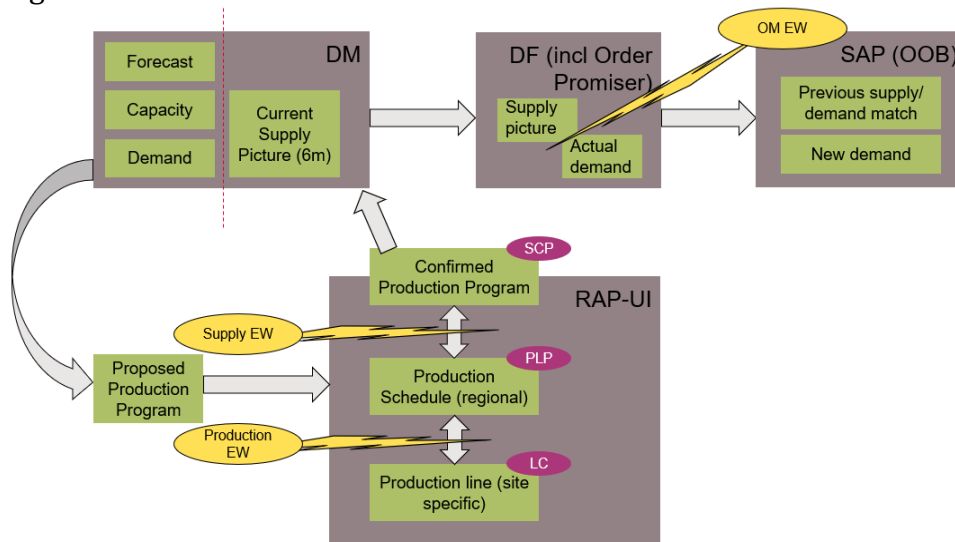 DM
Forecast
Capacity
Demand
Current
Supply
Picture (6m)
DF (incl Order
Promiser)
Supply
picture
Actual
demand
OM EW
SAP (OOB)
Previous supply/
demand match
New demand
SCP
Confirmed
Production Program
RAP-UI
Supply EW
PLP
Proposed
Production
Program
Production
Schedule (regional)
Production
EW
LC
Production line (site
specific)